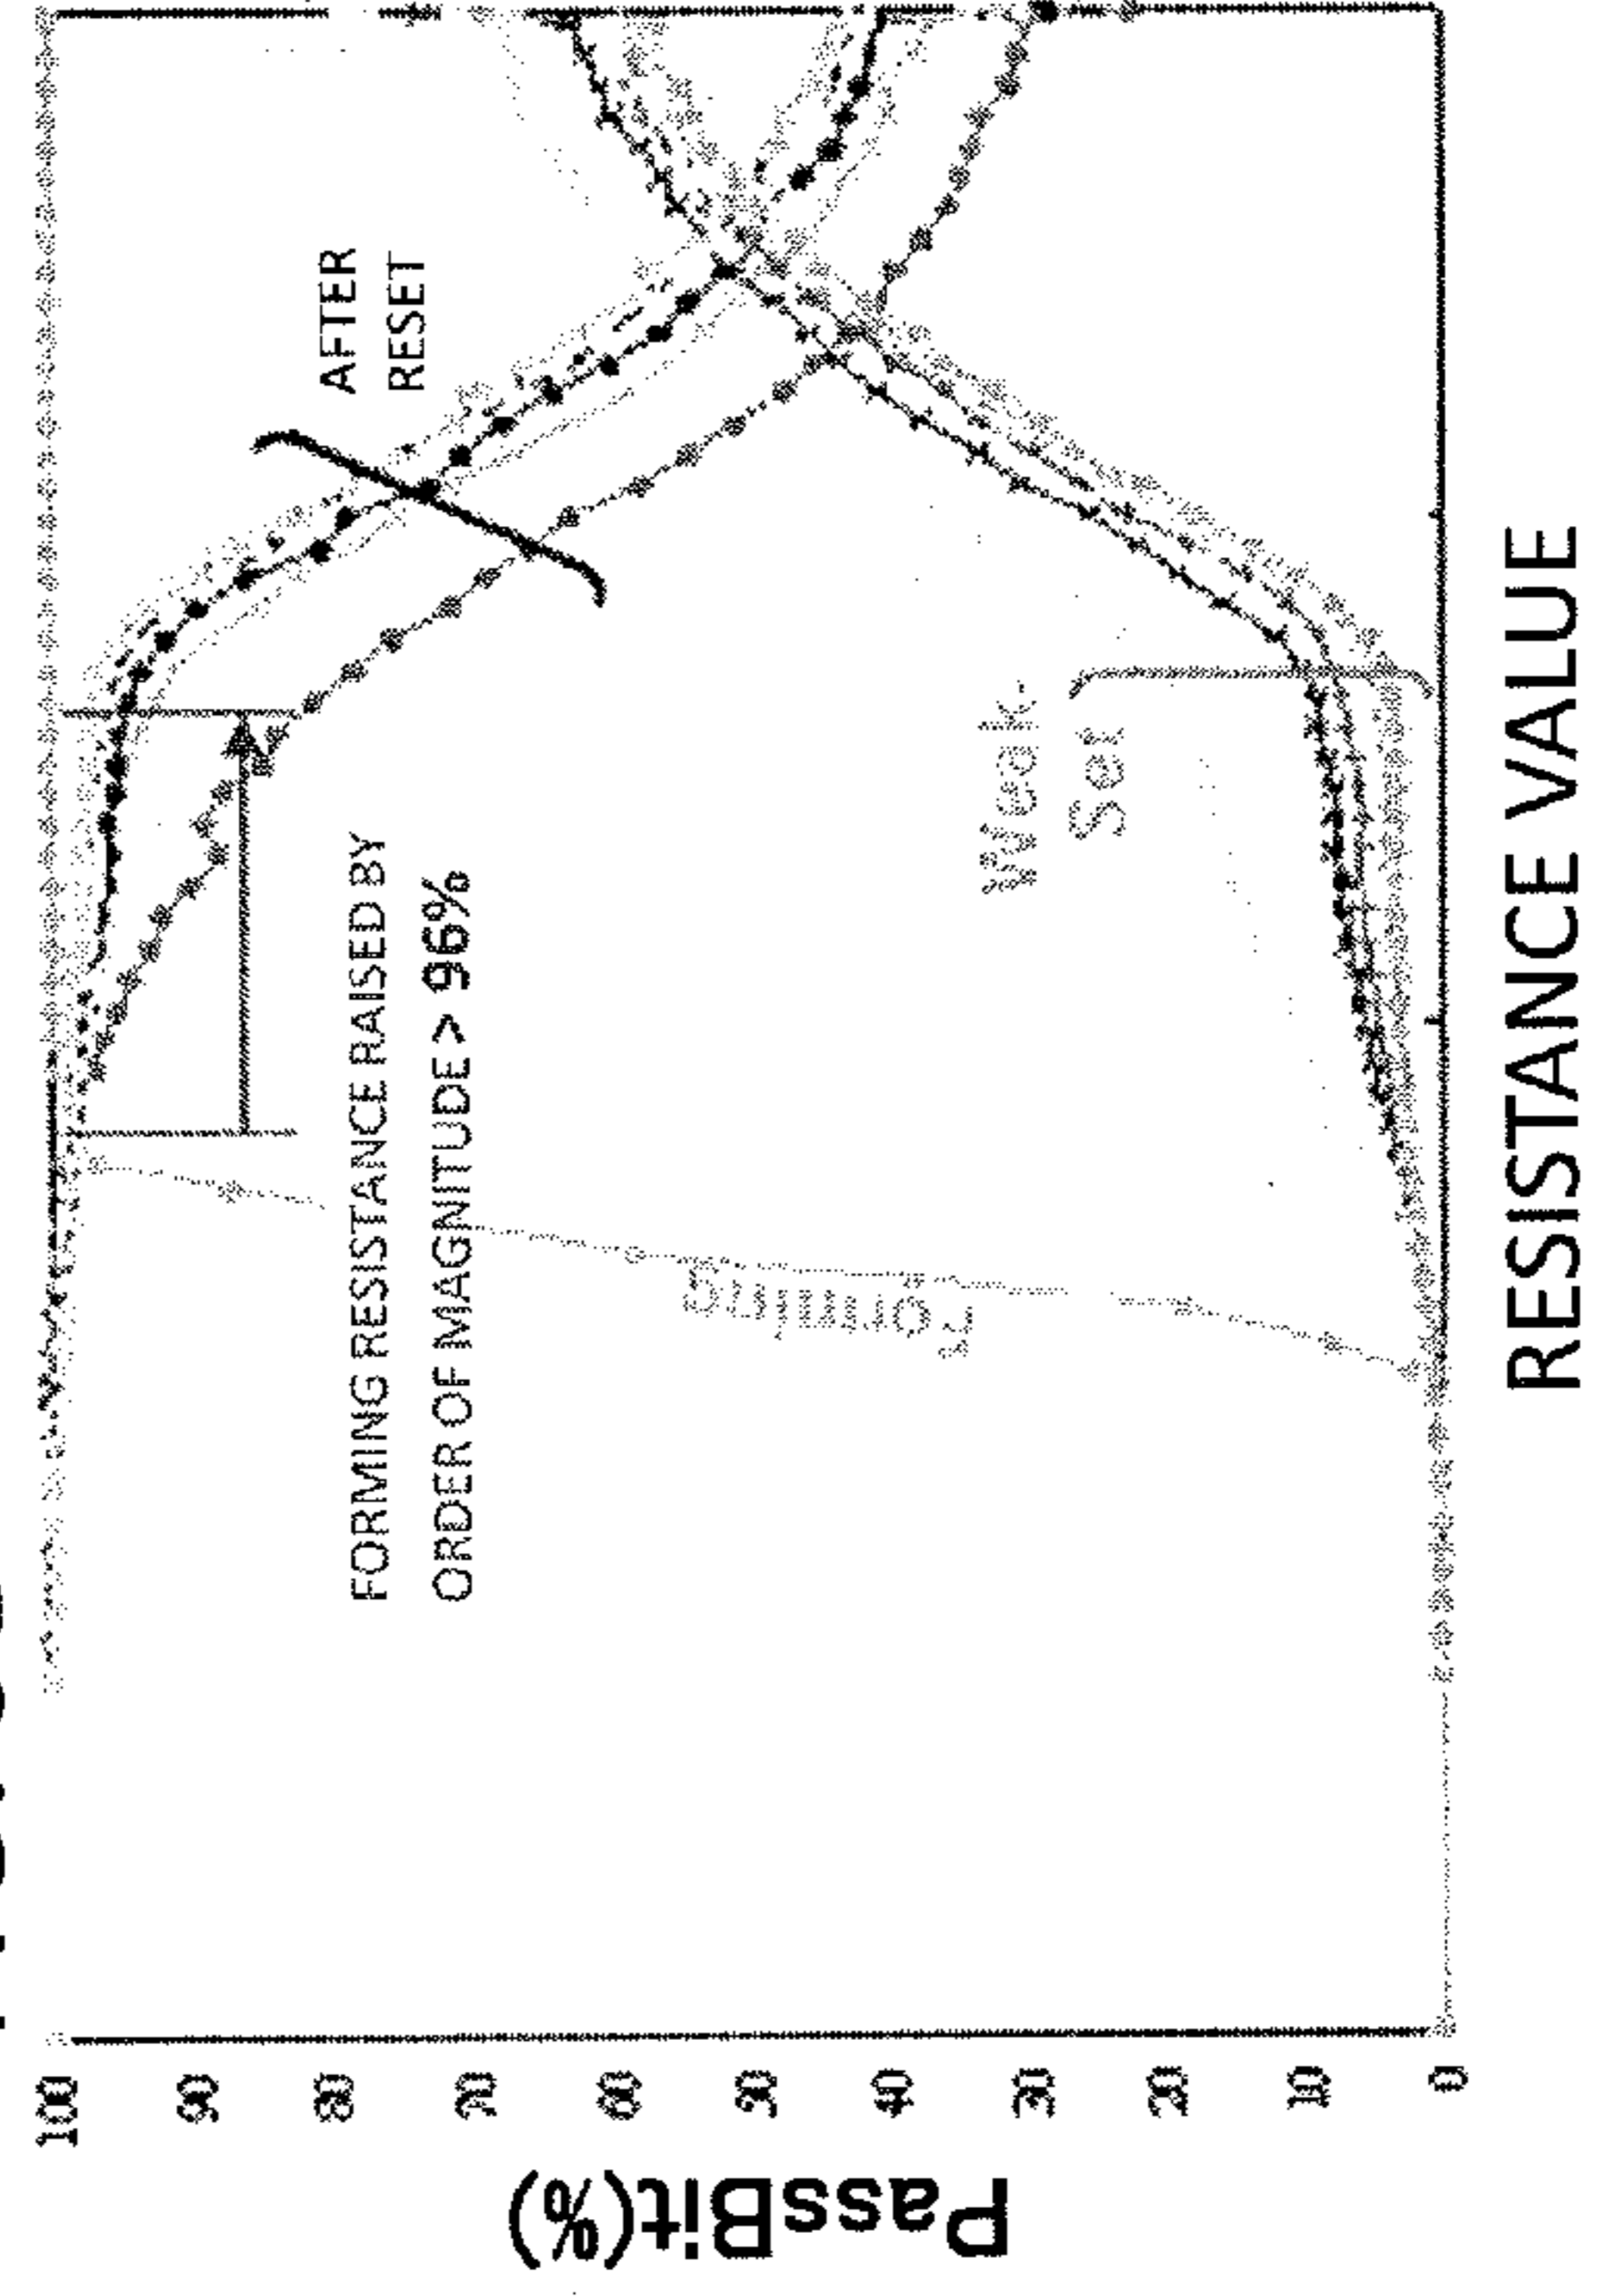 PassBit(%)
100
90
80
70
60
50
40
30
20
10
0
FORMING RESISTANCE RAISED BY
ORDER OF MAGNITUDE > 96%
AFTER
RESET
Forming
Weak
Set
RESISTANCE VALUE